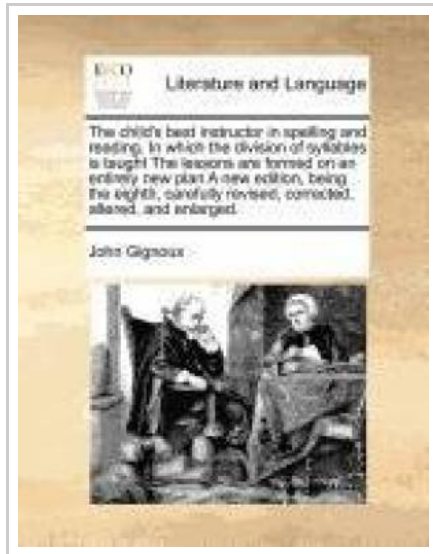 ECCO
Literature and Language
The child's best instructor in spelling and
reading. In which the division of syllables
is taught The lessons are formed on an
entirely new plan A new edition, being
the eighth, carefully revised, corrected,
altered, and enlarged.
John Gignoux